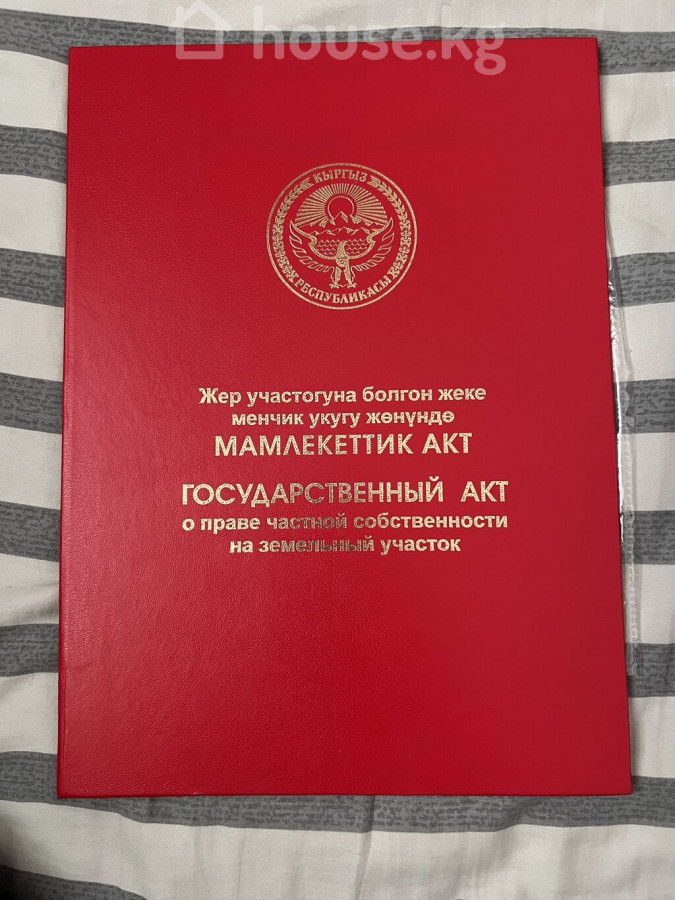 house.kg
КЫРГЫЗ
РЕСПУБЛИКАСЫ
Жер участогуна болгон жеке
менчик укугу жөнүндө
МАМЛЕКЕТТИК АКТ
ГОСУДАРСТВЕННЫЙ АКТ
о праве частной собственности
на земельный участок